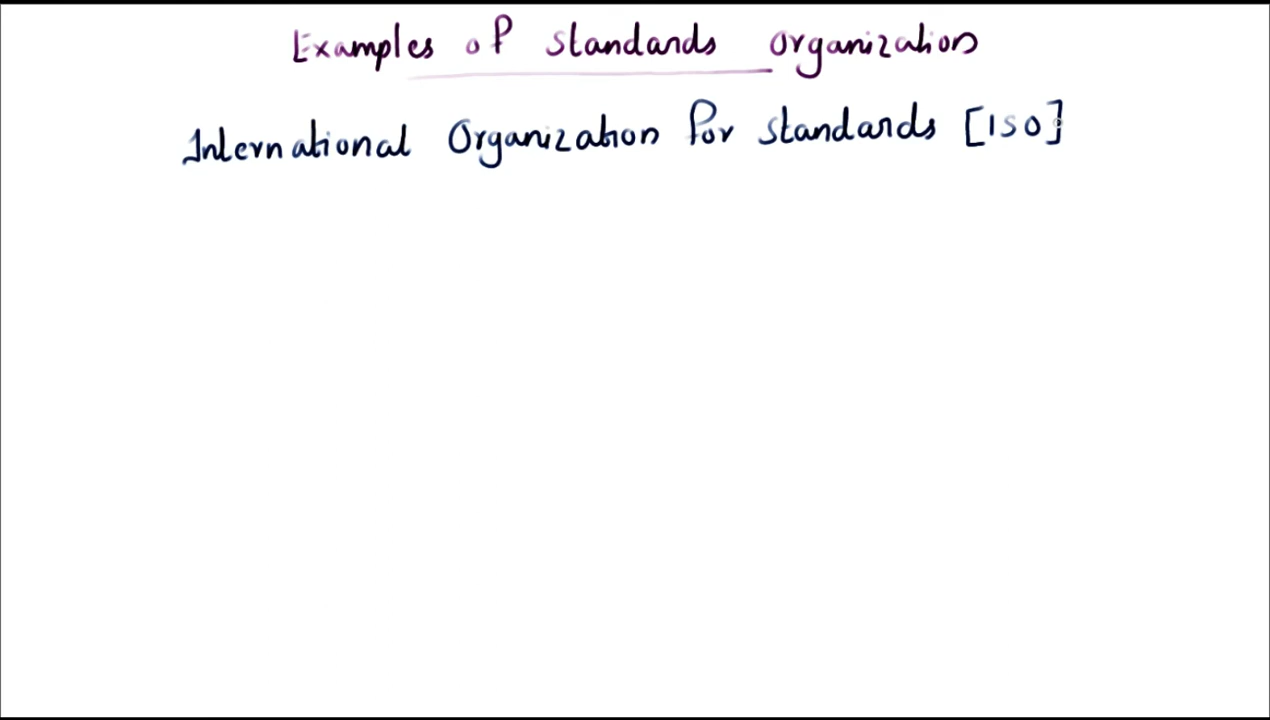 Examples of standards organization
International Organization for standards [ISO]